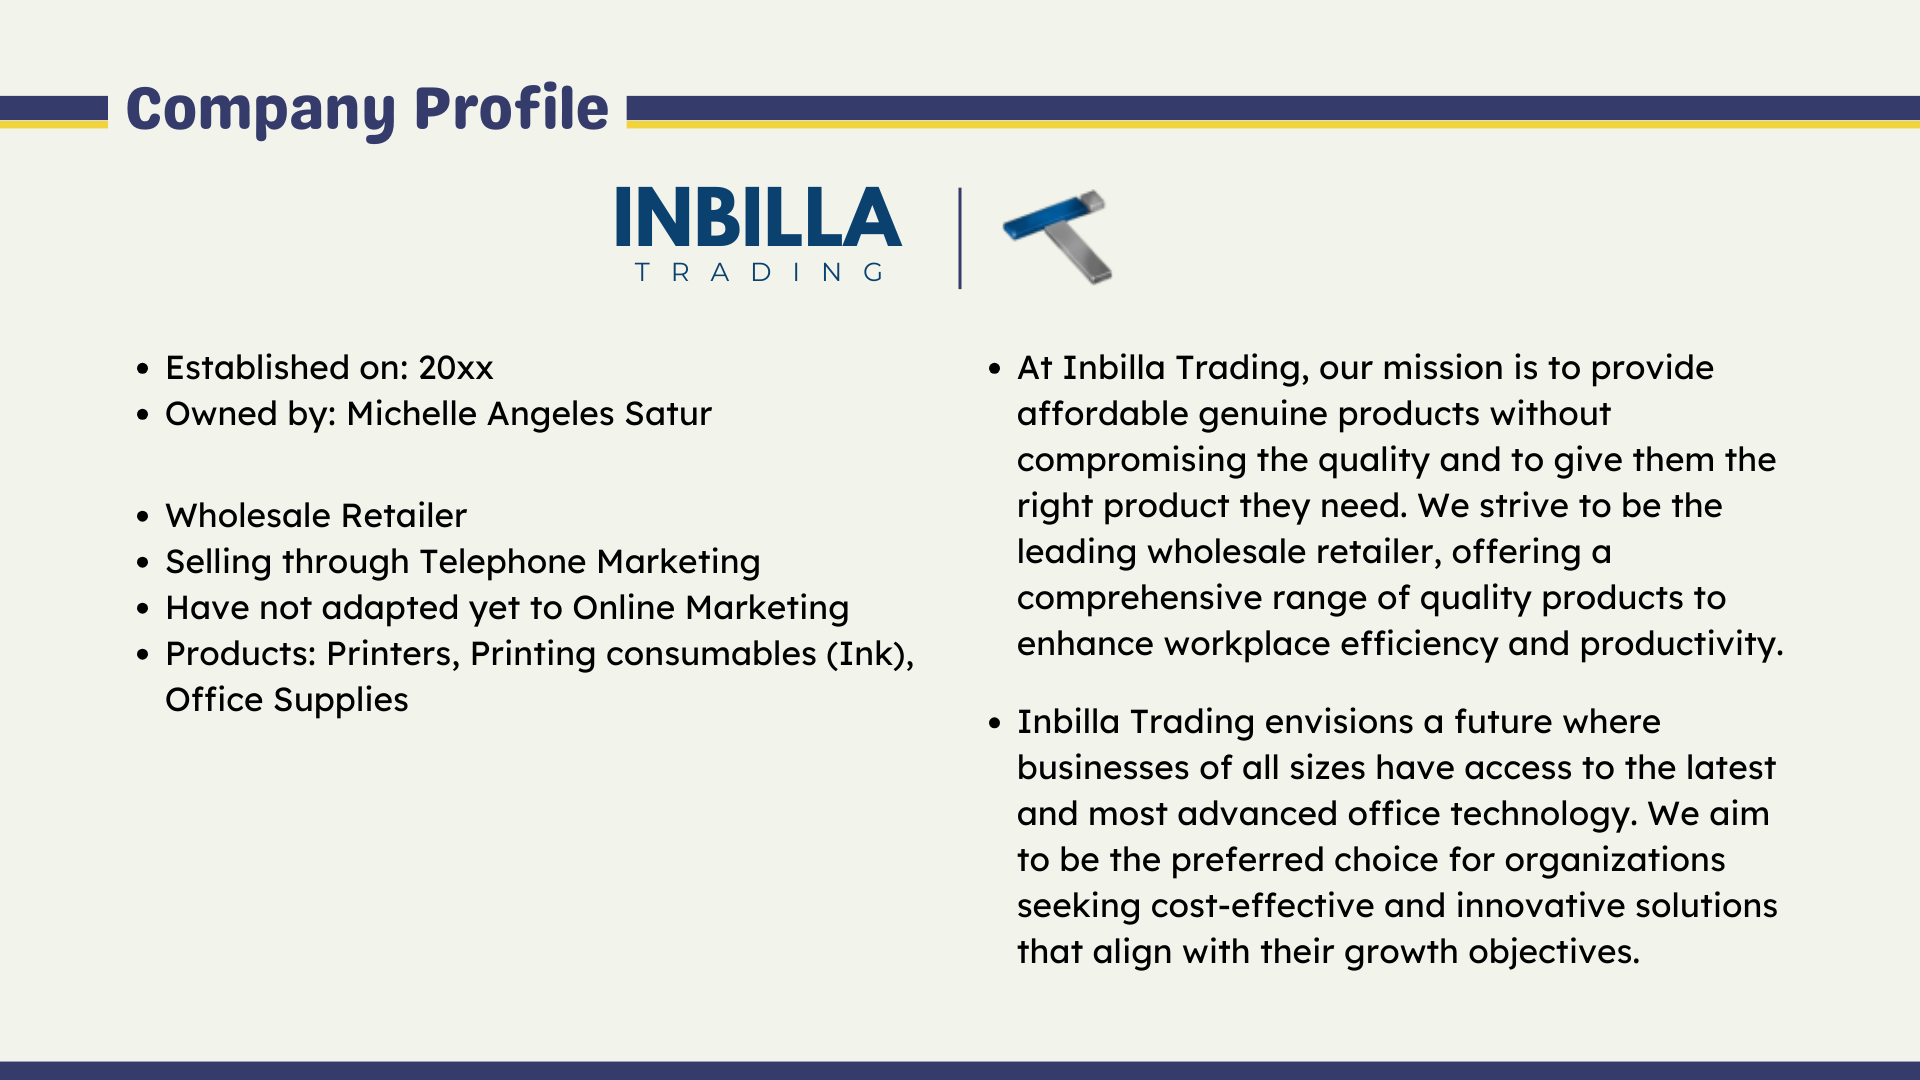 Company Profile
INBILLA
TRADING
• Established on: 20xx
• Owned by: Michelle Angeles Satur
• Wholesale Retailer
• Selling through Telephone Marketing
• Have not adapted yet to Online Marketing
• Products: Printers, Printing consumables (Ink),
Office Supplies
• At Inbilla Trading, our mission is to provide
affordable genuine products without
compromising the quality and to give them the
right product they need. We strive to be the
leading wholesale retailer, offering a
comprehensive range of quality products to
enhance workplace efficiency and productivity.
• Inbilla Trading envisions a future where
businesses of all sizes have access to the latest
and most advanced office technology. We aim
to be the preferred choice for organizations
seeking cost-effective and innovative solutions
that align with their growth objectives.